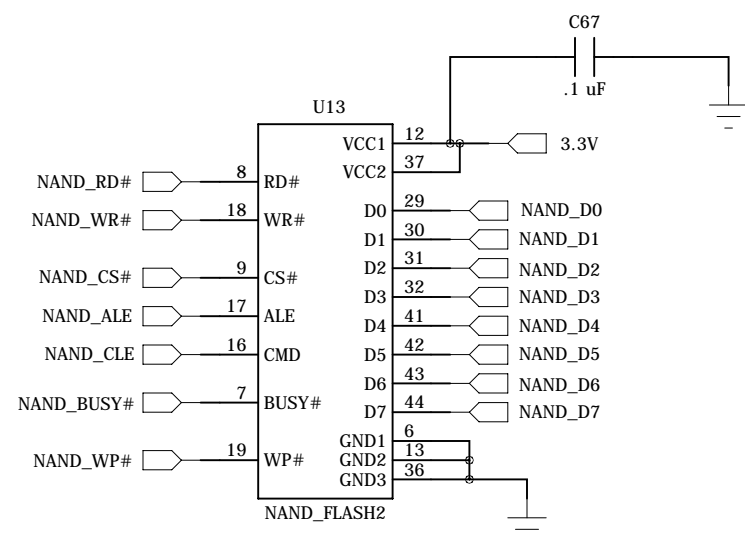 C67
.1 uF
U13
VCC1 12 3.3V
VCC2 37
NAND_RD# 8 RD#
NAND_WR# 18 WR#
D0 29 NAND_D0
D1 30 NAND_D1
NAND_CS# 9 CS#
D2 31 NAND_D2
D3 32 NAND_D3
NAND_ALE 17 ALE
D4 41 NAND_D4
NAND_CLE 16 CMD
D5 42 NAND_D5
D6 43 NAND_D6
NAND_BUSY# 7 BUSY#
D7 44 NAND_D7
GND1 6
NAND_WP# 19 WP#
GND2 13
GND3 36
NAND_FLASH2